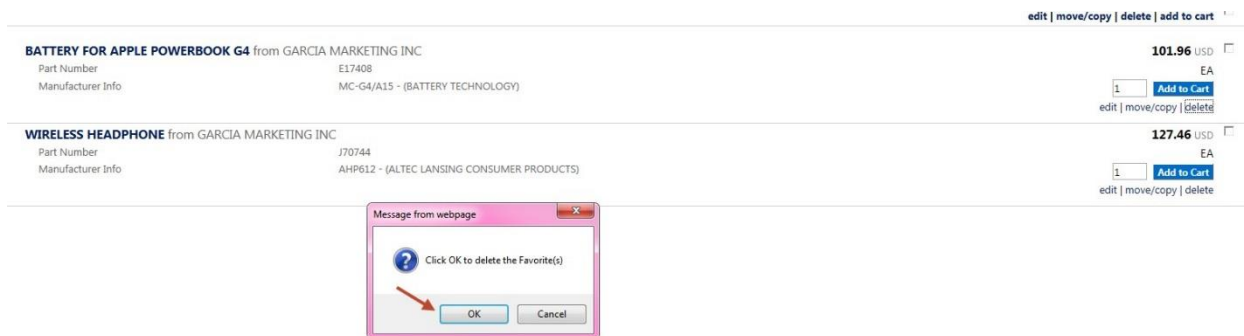 edit | move/copy | delete | add to cart
BATTERY FOR APPLE POWERBOOK G4 from GARCIA MARKETING INC 101.96 USD
Part Number E17408 EA
Manufacturer Info MC-G4/A15 - (BATTERY TECHNOLOGY) 1 Add to Cart
edit | move/copy | delete
WIRELESS HEADPHONE from GARCIA MARKETING INC 127.46 USD
Part Number J70744 EA
Manufacturer Info AHP612 - (ALTEC LANSING CONSUMER PRODUCTS) 1 Add to Cart
edit | move/copy | delete
Message from webpage
Click OK to delete the Favorite(s)
OK Cancel